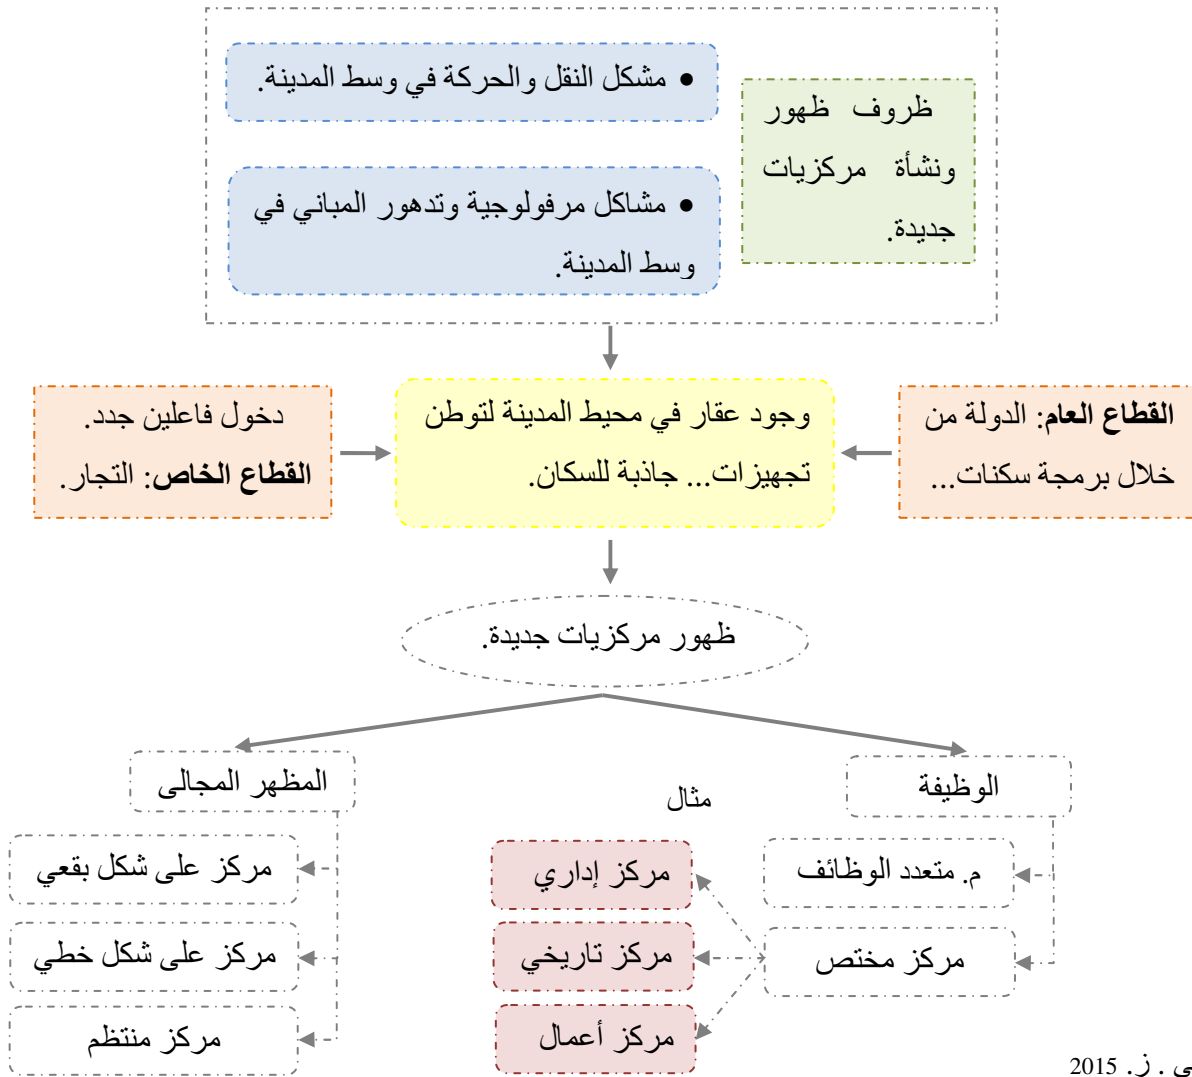 • مشكل النقل والحركة في وسط المدينة.
ظروف ظهور
ونشأة مركزيات
جديدة.
• مشاكل مرفولوجية وتدهور المباني في
وسط المدينة.
القطاع العام: الدولة من
خلال برمجة سكنات...
وجود عقار في محيط المدينة لتوطن
تجهيزات... جاذبة للسكان.
دخول فاعلين جدد.
القطاع الخاص: التجار.
ظهور مركزيات جديدة.
الوظيفة
المظهر المجالى
مثال
م. متعدد الوظائف
مركز مختص
مركز إداري
مركز تاريخي
مركز أعمال
مركز على شكل بقعي
مركز على شكل خطي
مركز منتظم
ي . ز. 2015